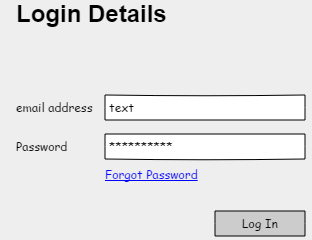 Login Details
email address text
Password **********
Forgot Password
Log In